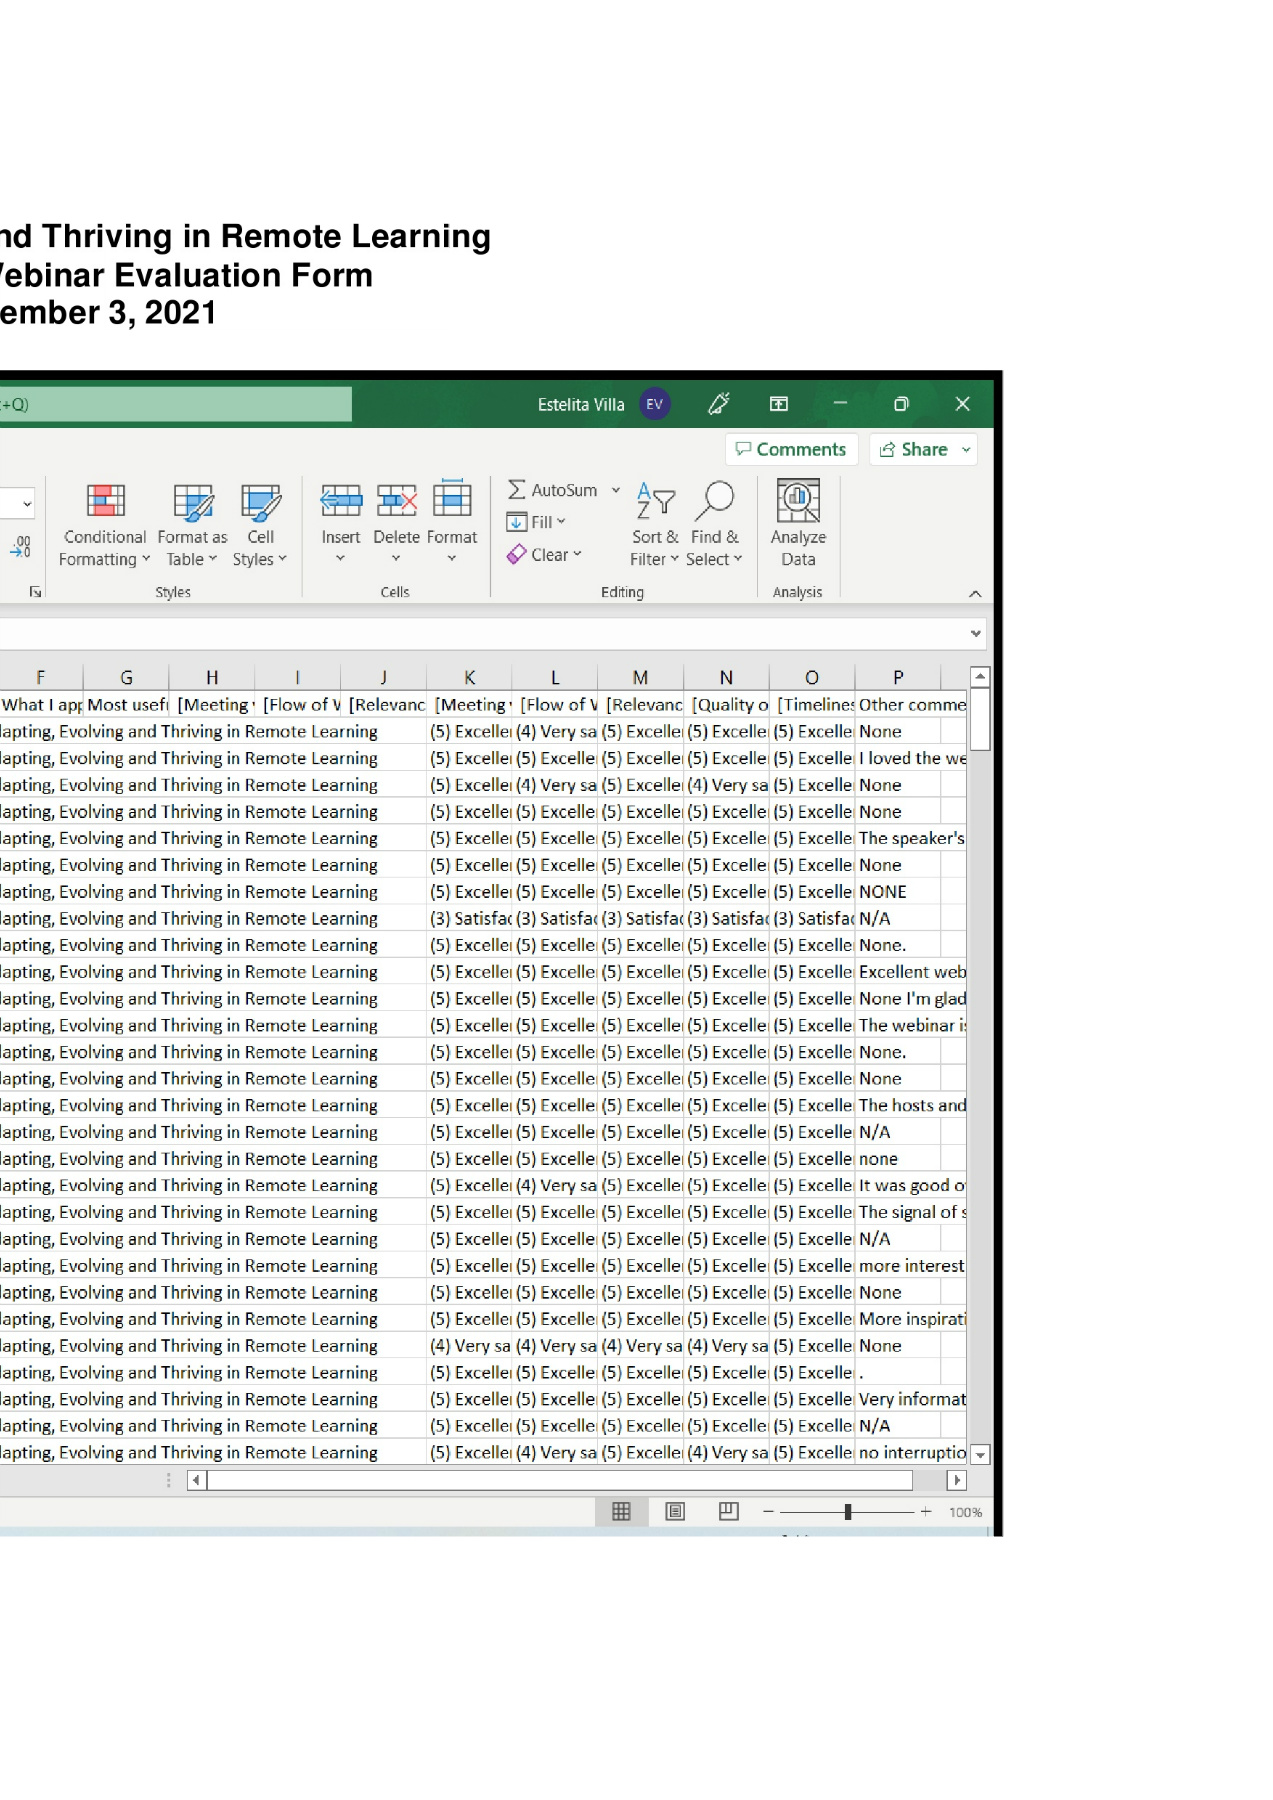 nd Thriving in Remote Learning
Webinar Evaluation Form
ember 3, 2021
+Q)
Estelita Villa EV
Comments Share
Conditional Formatting Format as Table Cell Styles Insert Delete Format AutoSum Fill Clear Sort & Filter Find & Select Analyze Data
Styles Cells Editing Analysis
F G H I J K L M N O P
What I app Most usefu [Meeting [Flow of W [Relevanc [Meeting [Flow of W [Relevanc [Quality o [Timelines Other comme
lapting, Evolving and Thriving in Remote Learning (5) Excelle (4) Very sa (5) Excelle (5) Excelle (5) Excelle None
lapting, Evolving and Thriving in Remote Learning (5) Excelle (5) Excelle (5) Excelle (5) Excelle (5) Excelle I loved the we
lapting, Evolving and Thriving in Remote Learning (5) Excelle (4) Very sa (5) Excelle (4) Very sa (5) Excelle None
lapting, Evolving and Thriving in Remote Learning (5) Excelle (5) Excelle (5) Excelle (5) Excelle (5) Excelle None
lapting, Evolving and Thriving in Remote Learning (5) Excelle (5) Excelle (5) Excelle (5) Excelle (5) Excelle The speaker's
lapting, Evolving and Thriving in Remote Learning (5) Excelle (5) Excelle (5) Excelle (5) Excelle (5) Excelle None
lapting, Evolving and Thriving in Remote Learning (5) Excelle (5) Excelle (5) Excelle (5) Excelle (5) Excelle NONE
lapting, Evolving and Thriving in Remote Learning (3) Satisfac (3) Satisfac (3) Satisfac (3) Satisfac (3) Satisfac N/A
lapting, Evolving and Thriving in Remote Learning (5) Excelle (5) Excelle (5) Excelle (5) Excelle (5) Excelle None.
lapting, Evolving and Thriving in Remote Learning (5) Excelle (5) Excelle (5) Excelle (5) Excelle (5) Excelle Excellent web
lapting, Evolving and Thriving in Remote Learning (5) Excelle (5) Excelle (5) Excelle (5) Excelle (5) Excelle None I'm glad
lapting, Evolving and Thriving in Remote Learning (5) Excelle (5) Excelle (5) Excelle (5) Excelle (5) Excelle The webinar is
lapting, Evolving and Thriving in Remote Learning (5) Excelle (5) Excelle (5) Excelle (5) Excelle (5) Excelle None.
lapting, Evolving and Thriving in Remote Learning (5) Excelle (5) Excelle (5) Excelle (5) Excelle (5) Excelle None
lapting, Evolving and Thriving in Remote Learning (5) Excelle (5) Excelle (5) Excelle (5) Excelle (5) Excelle The hosts and
lapting, Evolving and Thriving in Remote Learning (5) Excelle (5) Excelle (5) Excelle (5) Excelle (5) Excelle N/A
lapting, Evolving and Thriving in Remote Learning (5) Excelle (5) Excelle (5) Excelle (5) Excelle (5) Excelle none
lapting, Evolving and Thriving in Remote Learning (5) Excelle (4) Very sa (5) Excelle (5) Excelle (5) Excelle It was good o
lapting, Evolving and Thriving in Remote Learning (5) Excelle (5) Excelle (5) Excelle (5) Excelle (5) Excelle The signal of s
lapting, Evolving and Thriving in Remote Learning (5) Excelle (5) Excelle (5) Excelle (5) Excelle (5) Excelle N/A
lapting, Evolving and Thriving in Remote Learning (5) Excelle (5) Excelle (5) Excelle (5) Excelle (5) Excelle more interest
lapting, Evolving and Thriving in Remote Learning (5) Excelle (5) Excelle (5) Excelle (5) Excelle (5) Excelle None
lapting, Evolving and Thriving in Remote Learning (5) Excelle (5) Excelle (5) Excelle (5) Excelle (5) Excelle More inspirati
lapting, Evolving and Thriving in Remote Learning (4) Very sa (4) Very sa (4) Very sa (4) Very sa (5) Excelle None
lapting, Evolving and Thriving in Remote Learning (5) Excelle (5) Excelle (5) Excelle (5) Excelle (5) Excelle .
lapting, Evolving and Thriving in Remote Learning (5) Excelle (5) Excelle (5) Excelle (5) Excelle (5) Excelle Very informat
lapting, Evolving and Thriving in Remote Learning (5) Excelle (5) Excelle (5) Excelle (5) Excelle (5) Excelle N/A
lapting, Evolving and Thriving in Remote Learning (5) Excelle (4) Very sa (5) Excelle (4) Very sa (5) Excelle no interruptio
100%